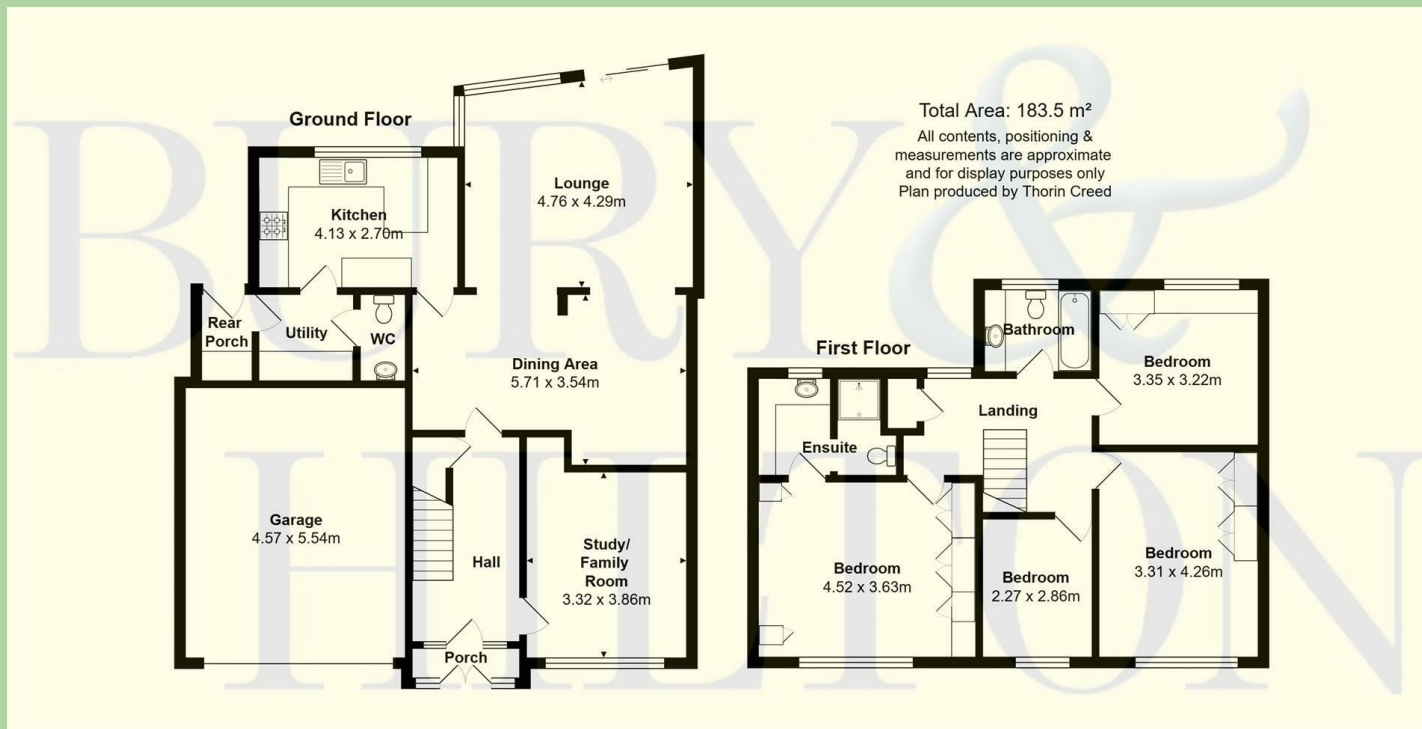 BURY &
HILTON
Total Area: 183.5 m²
All contents, positioning &
measurements are approximate
and for display purposes only
Plan produced by Thorin Creed
Ground Floor
Lounge
4.76 x 4.29m
Kitchen
4.13 x 2.70m
Rear
Porch
Utility
WC
Dining Area
5.71 x 3.54m
Garage
4.57 x 5.54m
Hall
Study/
Family
Room
3.32 x 3.86m
Porch
First Floor
Bathroom
Bedroom
3.35 x 3.22m
Landing
Ensuite
Bedroom
4.52 x 3.63m
Bedroom
2.27 x 2.86m
Bedroom
3.31 x 4.26m